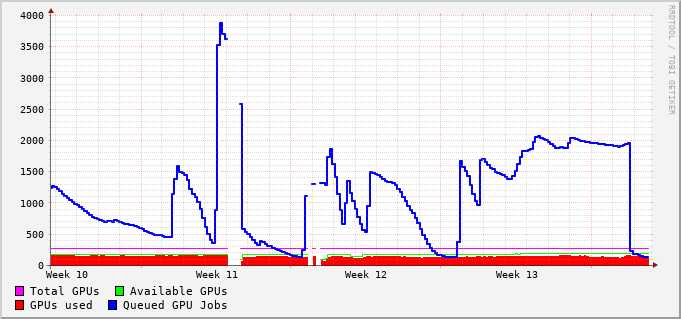 4000
3500
3000
2500
2000
1500
1000
500
0
Week 10 Week 11 Week 12 Week 13
Total GPUs Available GPUs
GPUs used Queued GPU Jobs
RRDTOOL / TOBI OETIKER